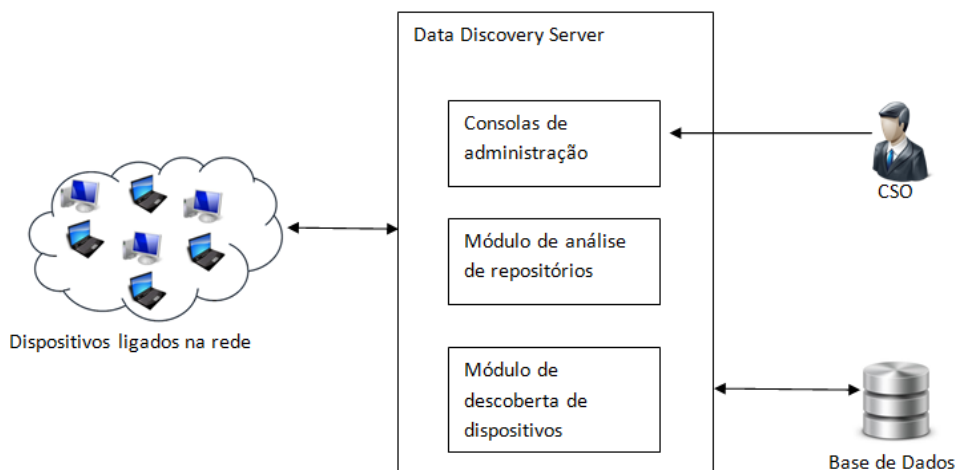 Data Discovery Server
Consolas de
administração
CSO
Módulo de análise
de repositórios
Dispositivos ligados na rede
Módulo de
descoberta de
dispositivos
Base de Dados